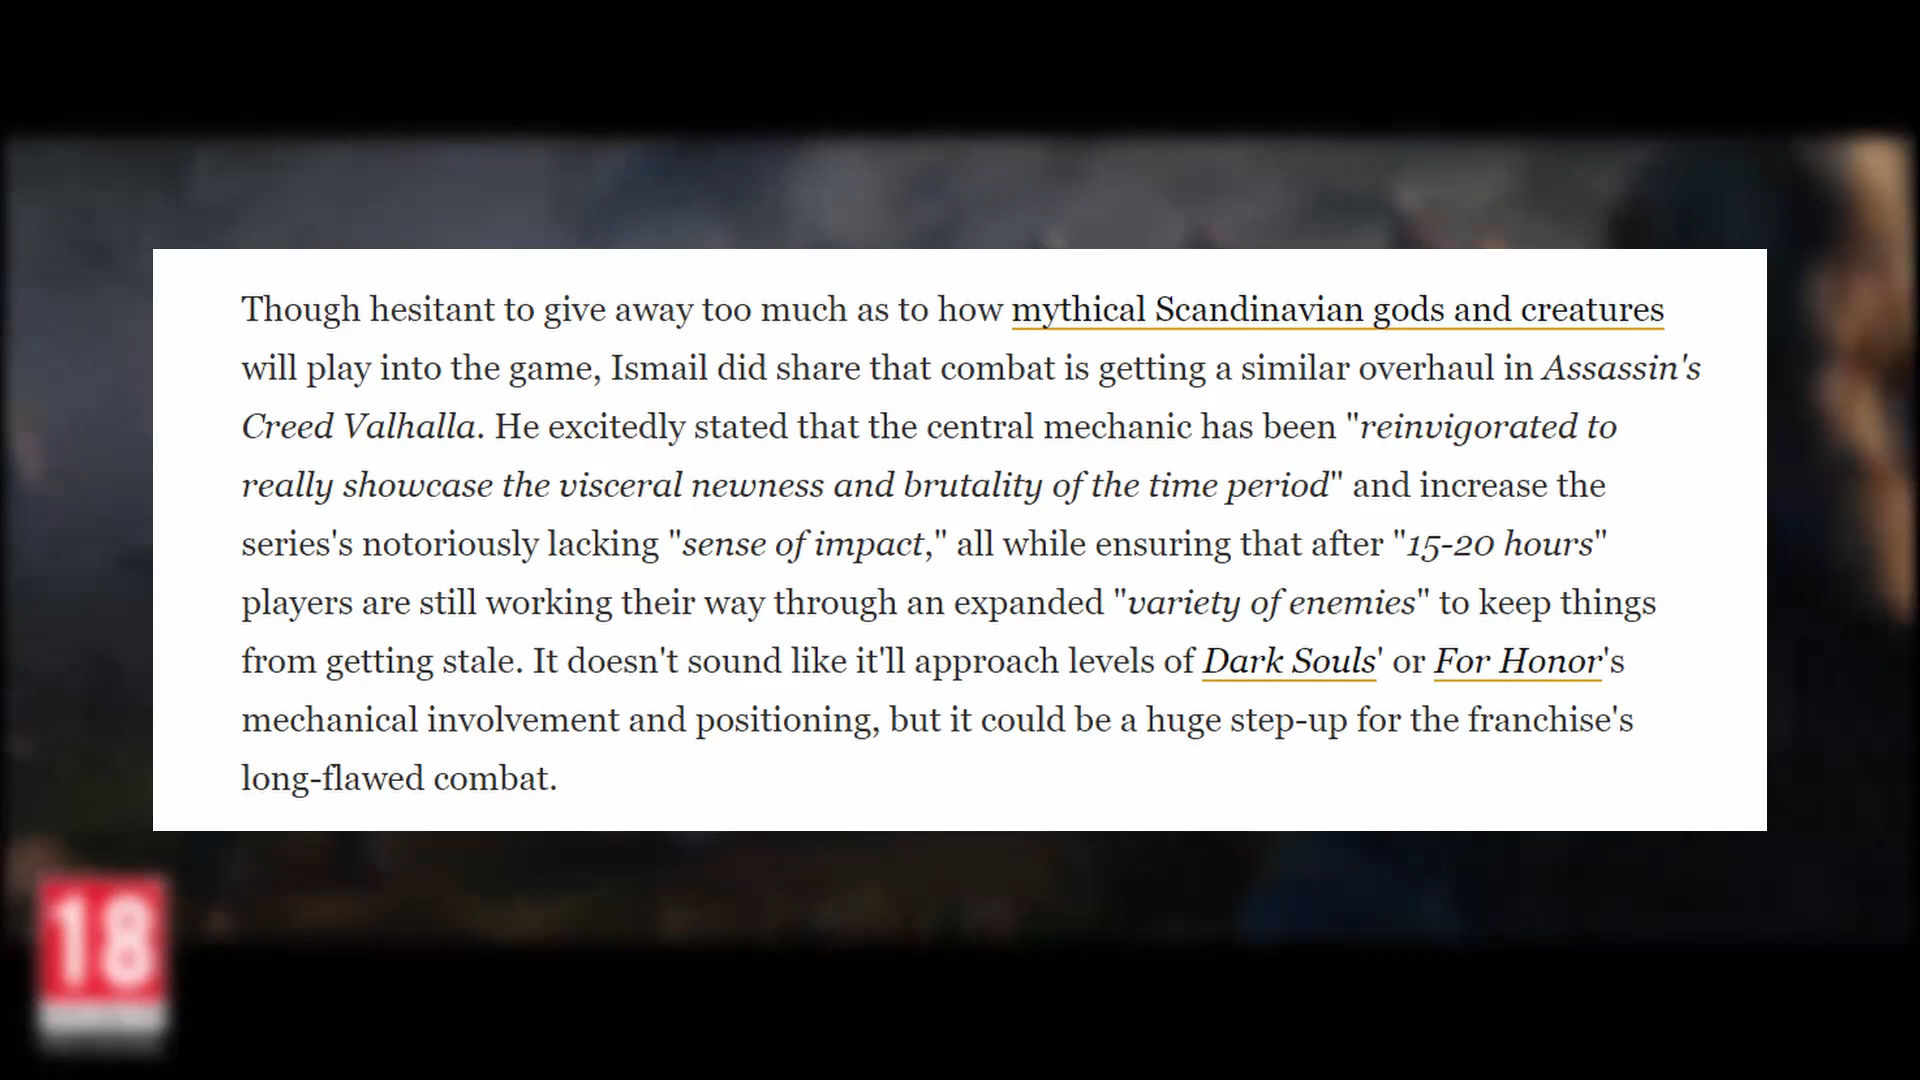 Though hesitant to give away too much as to how mythical Scandinavian gods and creatures
will play into the game, Ismail did share that combat is getting a similar overhaul in Assassin's
Creed Valhalla. He excitedly stated that the central mechanic has been "reinvigorated to
really showcase the visceral newness and brutality of the time period" and increase the
series's notoriously lacking "sense of impact," all while ensuring that after "15-20 hours"
players are still working their way through an expanded "variety of enemies" to keep things
from getting stale. It doesn't sound like it'll approach levels of Dark Souls' or For Honor's
mechanical involvement and positioning, but it could be a huge step-up for the franchise's
long-flawed combat.
18